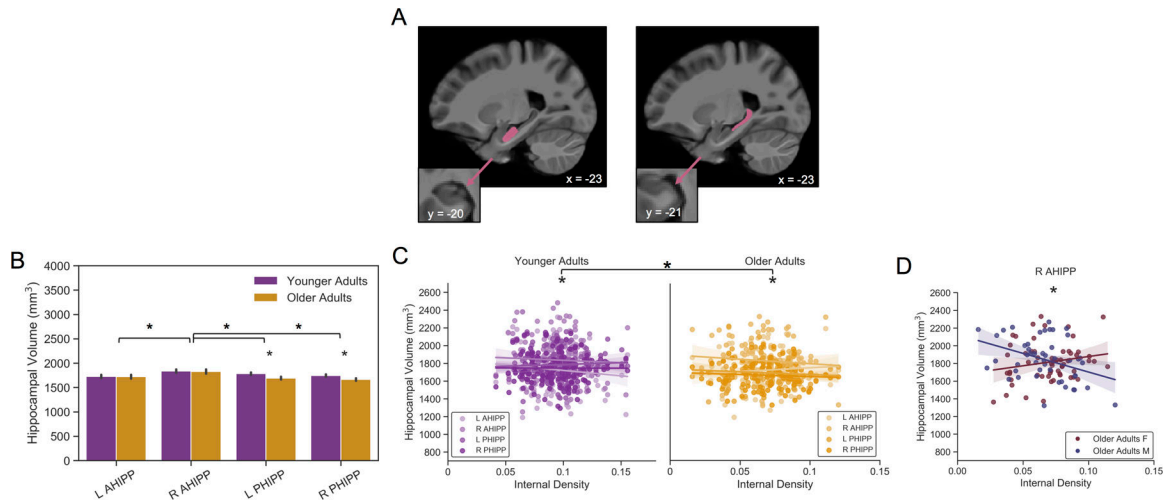 A
x = -23
y = -20
x = -23
y = -21
B
Hippocampal Volume (mm³)
4000
3500
3000
2500
2000
1500
1000
500
0
Younger Adults
Older Adults
* * *
* *
L AHIPP
R AHIPP
L PHIPP
R PHIPP
C
Younger Adults
*
Older Adults
*
*
Hippocampal Volume (mm³)
2600
2400
2200
2000
1800
1600
1400
1200
1000
800
L AHIPP
R AHIPP
L PHIPP
R PHIPP
0.00 0.05 0.10 0.15
Internal Density
L AHIPP
R AHIPP
L PHIPP
R PHIPP
0.05 0.10 0.15
Internal Density
D
R AHIPP
*
Hippocampal Volume (mm³)
2600
2400
2200
2000
1800
1600
1400
1200
1000
800
Older Adults F
Older Adults M
0.00 0.05 0.10 0.15
Internal Density